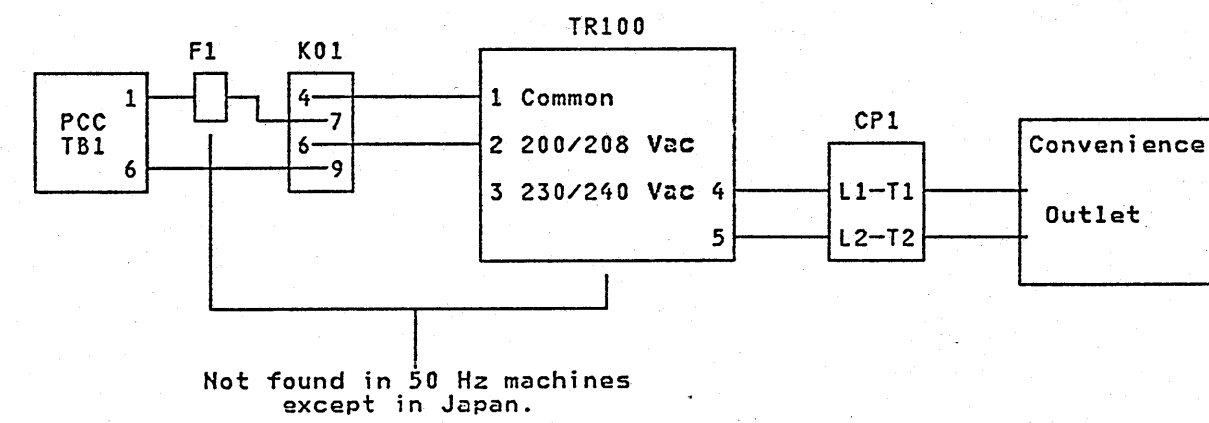 TR100
F1 K01
1 4 1 Common
PCC 7 CP1
TB1 6 2 200/208 Vac Convenience
6 9
3 230/240 Vac 4 L1-T1
Outlet
5 L2-T2
Not found in 50 Hz machines
except in Japan.